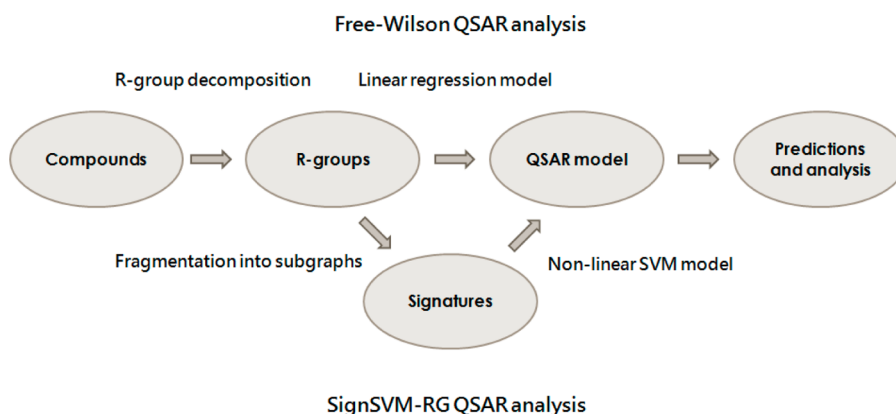 Free-Wilson QSAR analysis
R-group decomposition
Linear regression model
Compounds
R-groups
QSAR model
Predictions
and analysis
Fragmentation into subgraphs
Non-linear SVM model
Signatures
SignSVM-RG QSAR analysis